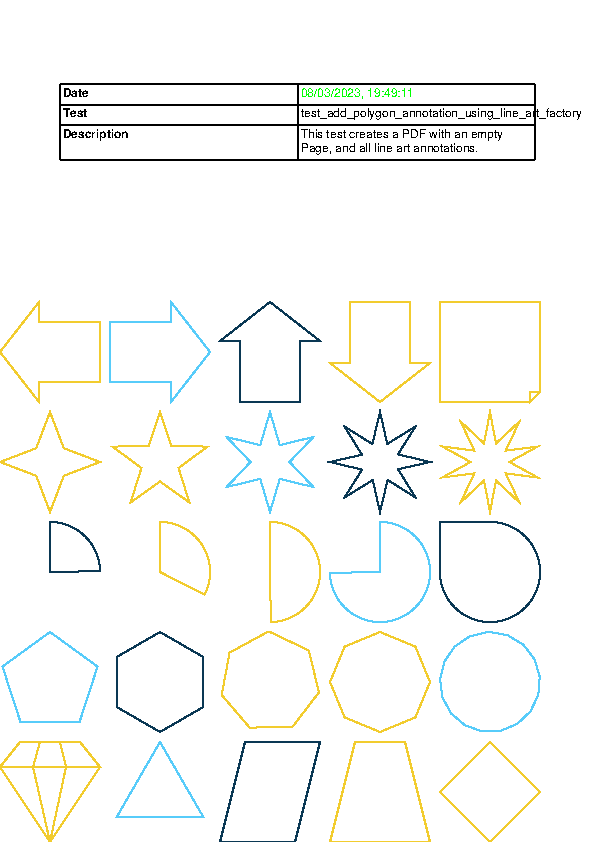 Date 08/03/2023, 19:49:11
Test test_add_polygon_annotation_using_line_art_factory
Description This test creates a PDF with an empty
Page, and all line art annotations.